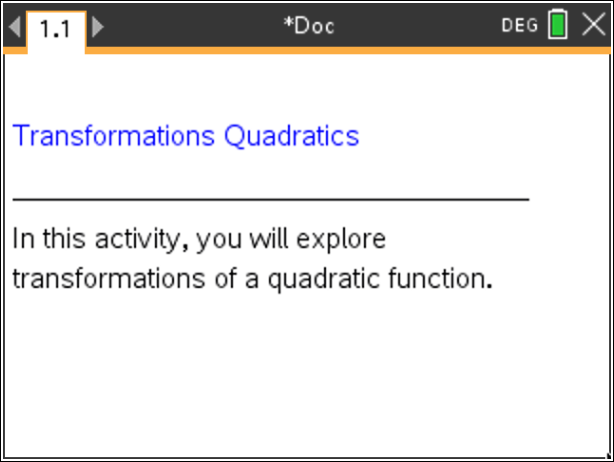 1.1 *Doc DEG
Transformations Quadratics
In this activity, you will explore
transformations of a quadratic function.